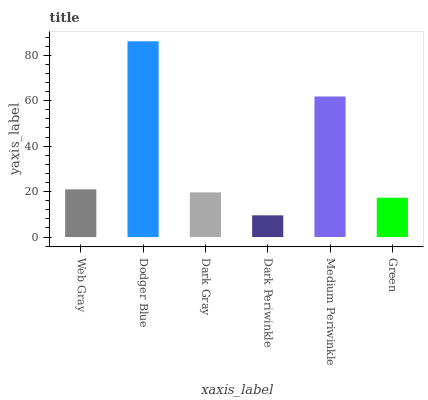 title
yaxis_label
80
60
40
20
0
Web Gray
Dodger Blue
Dark Gray
Dark Periwinkle
Medium Periwinkle
Green
xaxis_label